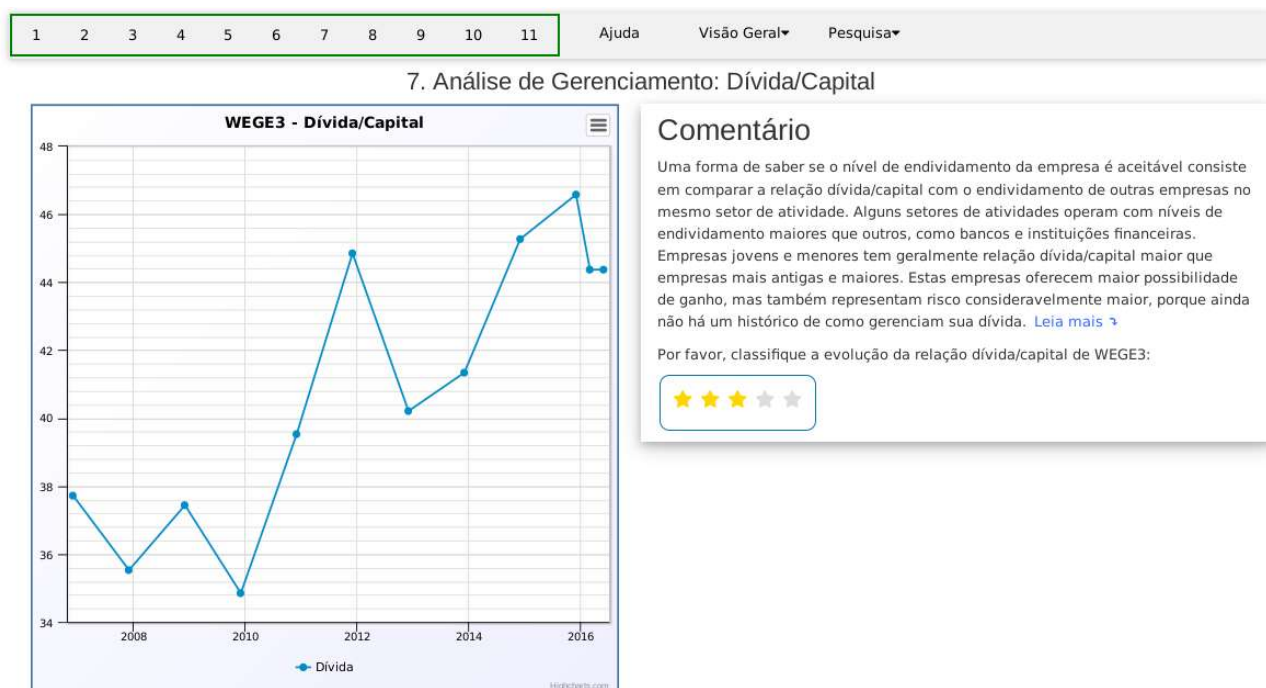 1 2 3 4 5 6 7 8 9 10 11 Ajuda Visão Geral▾ Pesquisa▾
7. Análise de Gerenciamento: Dívida/Capital
WEGE3 - Dívida/Capital
48
46
44
42
40
38
36
34
2008 2010 2012 2014 2016
Dívida
Highcharts.com
Comentário
Uma forma de saber se o nível de endividamento da empresa é aceitável consiste
em comparar a relação dívida/capital com o endividamento de outras empresas no
mesmo setor de atividade. Alguns setores de atividades operam com níveis de
endividamento maiores que outros, como bancos e instituições financeiras.
Empresas jovens e menores tem geralmente relação dívida/capital maior que
empresas mais antigas e maiores. Estas empresas oferecem maior possibilidade
de ganho, mas também representam risco consideravelmente maior, porque ainda
não há um histórico de como gerenciam sua dívida. Leia mais ⤵
Por favor, classifique a evolução da relação dívida/capital de WEGE3: